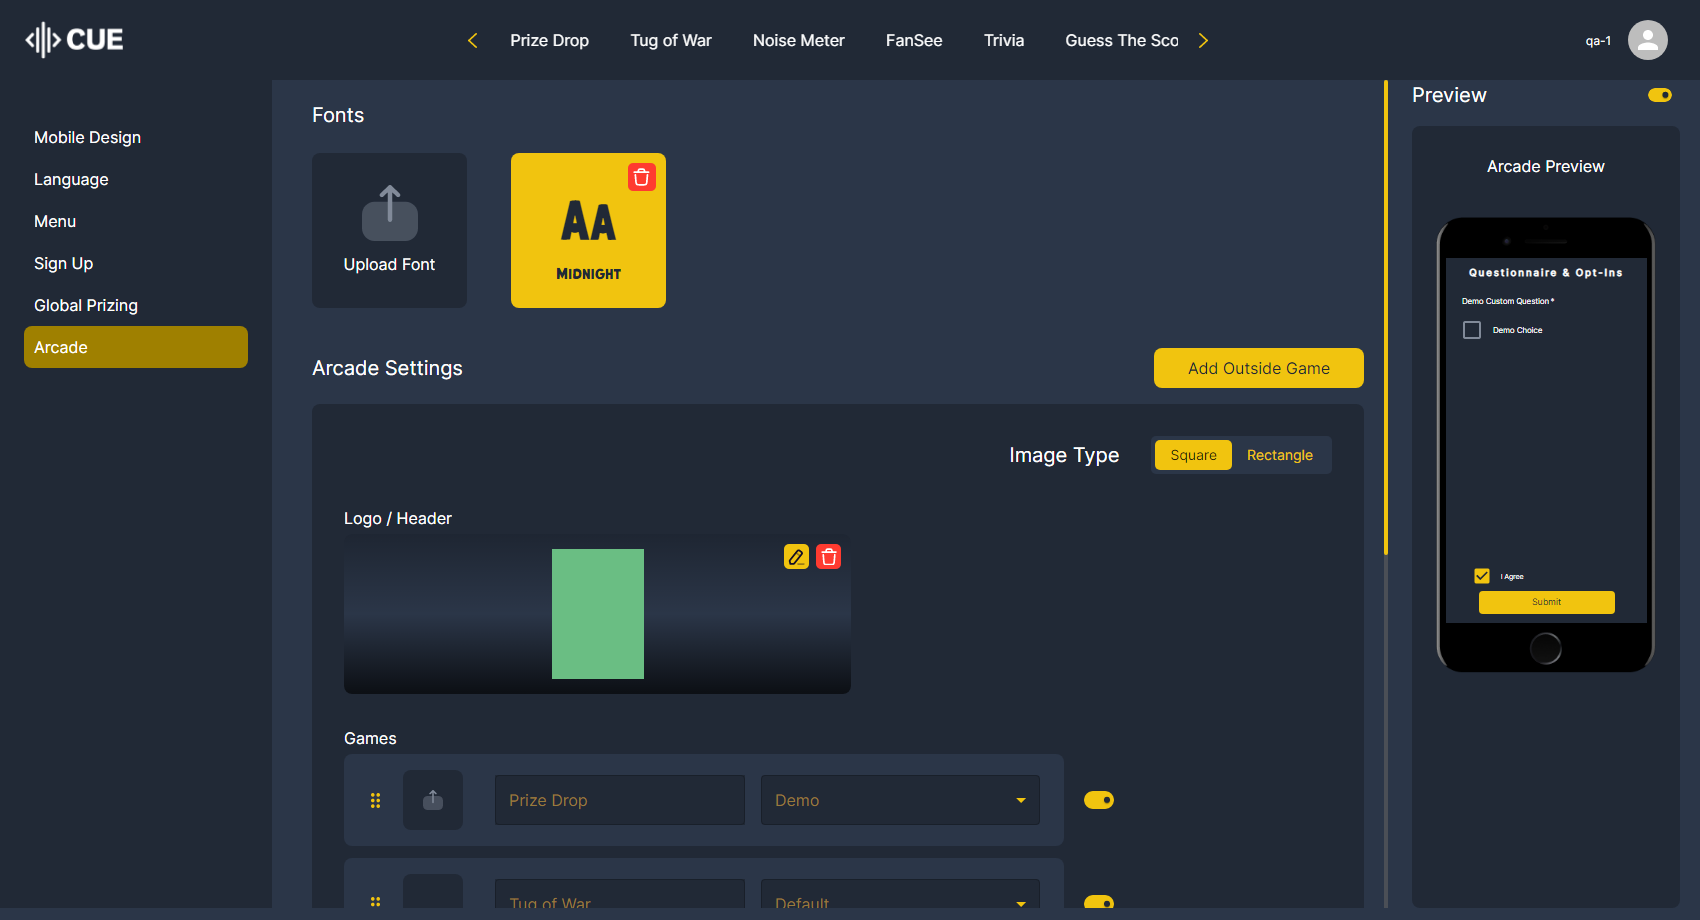 CUE
Prize Drop
Tug of War
Noise Meter
FanSee
Trivia
Guess The Sco
qa-1
Mobile Design
Language
Menu
Sign Up
Global Prizing
Arcade
Fonts
Upload Font
AA
MIDNIGHT
Arcade Settings
Add Outside Game
Image Type
Square
Rectangle
Logo / Header
Games
Prize Drop
Demo
Tug of War
Default
Preview
Arcade Preview
Questionnaire & Opt-Ins
Demo Custom Question *
Demo Choice
I Agree
Submit